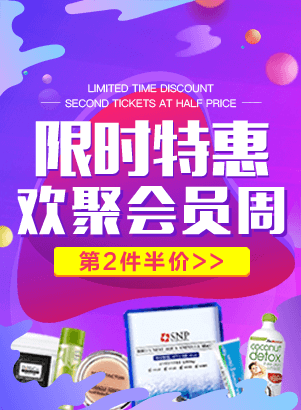 LIMITED TIME DISCOUNT
SECOND TICKETS AT HALF PRICE
限时特惠
欢聚会员周
第2件半价>>
SNP
coconut
detox